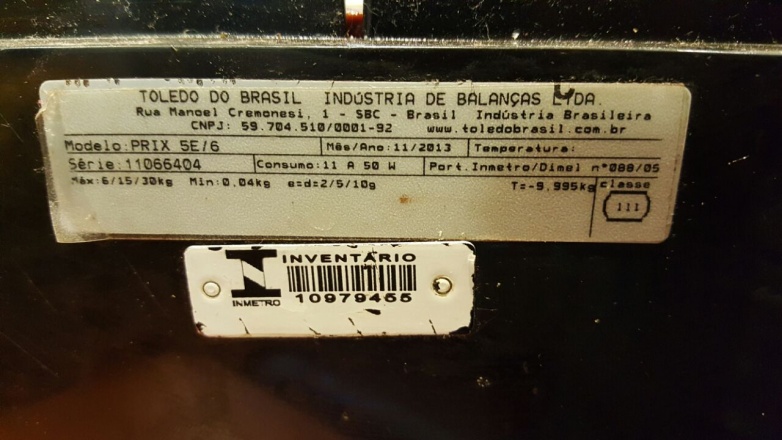 TOLEDO DO BRASIL INDÚSTRIA DE BALANÇAS LTDA.
Rua Manoel Cremonesi, 1 - SBC - Brasil Indústria Brasileira
CNPJ: 59.704.510/0001-92 www.toledobrasil.com.br
Modelo:PRIX 5E/6 Mês/Ano:11/2013 Temperatura:
Série:11066404 Consumo:11 A 50 W Port.Inmetro/Dimel nº088/05
Máx:6/15/30kg Min:0,04kg e=d=2/5/10g T=-9,995kg classe
III
INVENTÁRIO
INMETRO 10979455